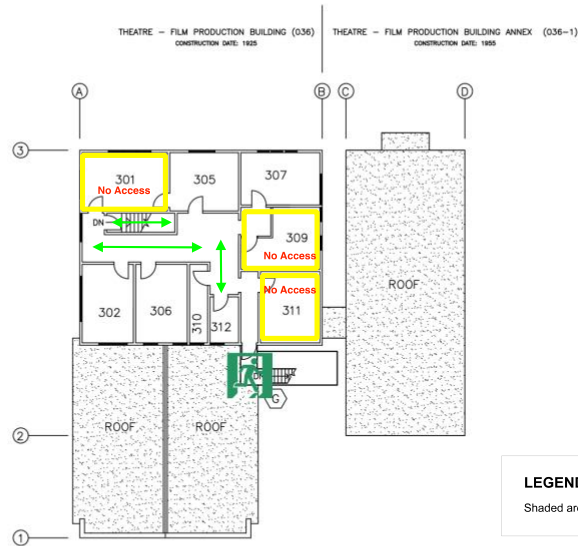 THEATRE – FILM PRODUCTION BUILDING (036)
CONSTRUCTION DATE: 1925
THEATRE – FILM PRODUCTION BUILDING ANNEX (036-1)
CONSTRUCTION DATE: 1955
A
B
C
D
3
301
No Access
305
307
DN
309
No Access
No Access
311
302
306
310
312
ROOF
G
2
ROOF
ROOF
LEGEND
Shaded are
1